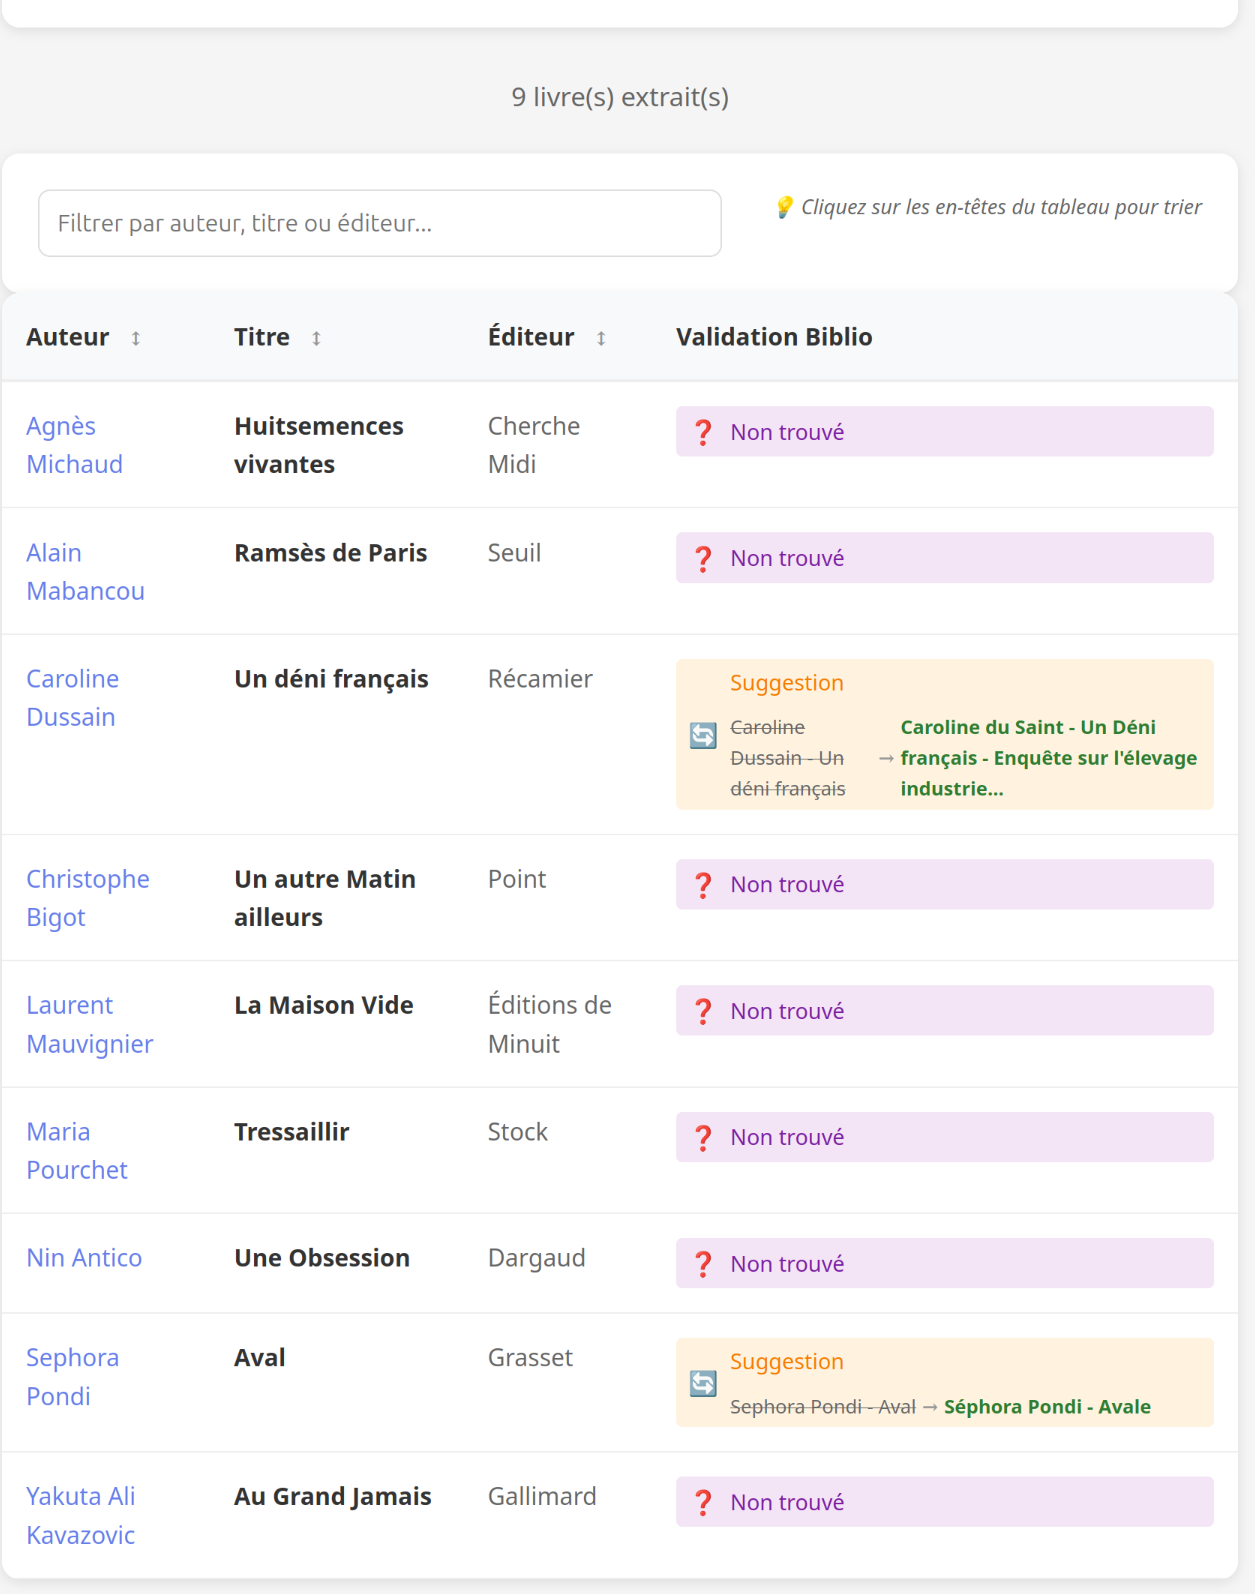 9 livre(s) extrait(s)
Filtrer par auteur, titre ou éditeur...
💡 Cliquez sur les en-têtes du tableau pour trier
Auteur ↕ Titre ↕ Éditeur ↕ Validation Biblio
Agnès Michaud
Huitsemences vivantes
Cherche Midi
❓ Non trouvé
Alain Mabancou
Ramsès de Paris
Seuil
❓ Non trouvé
Caroline Dussain
Un déni français
Récamier
Suggestion
🔄 Caroline Dussain - Un déni français → Caroline du Saint - Un Déni français - Enquête sur l'élevage industrie...
Christophe Bigot
Un autre Matin ailleurs
Point
❓ Non trouvé
Laurent Mauvignier
La Maison Vide
Éditions de Minuit
❓ Non trouvé
Maria Pourchet
Tressaillir
Stock
❓ Non trouvé
Nin Antico
Une Obsession
Dargaud
❓ Non trouvé
Sephora Pondi
Aval
Grasset
Suggestion
🔄 Sephora Pondi - Aval → Séphora Pondi - Avale
Yakuta Ali Kavazovic
Au Grand Jamais
Gallimard
❓ Non trouvé